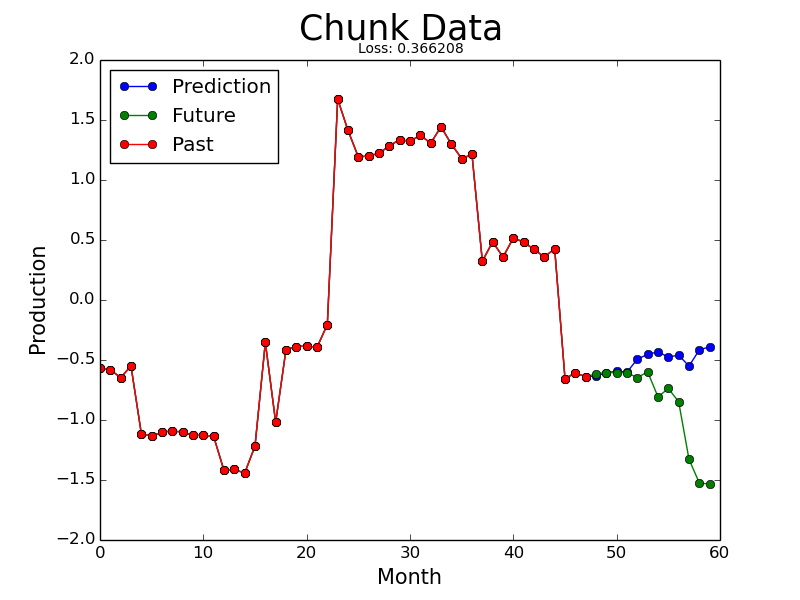 Chunk Data
Loss: 0.366208
Prediction
Future
Past
2.0
1.5
1.0
0.5
0.0
−0.5
−1.0
−1.5
−2.0
Production
0 10 20 30 40 50 60
Month